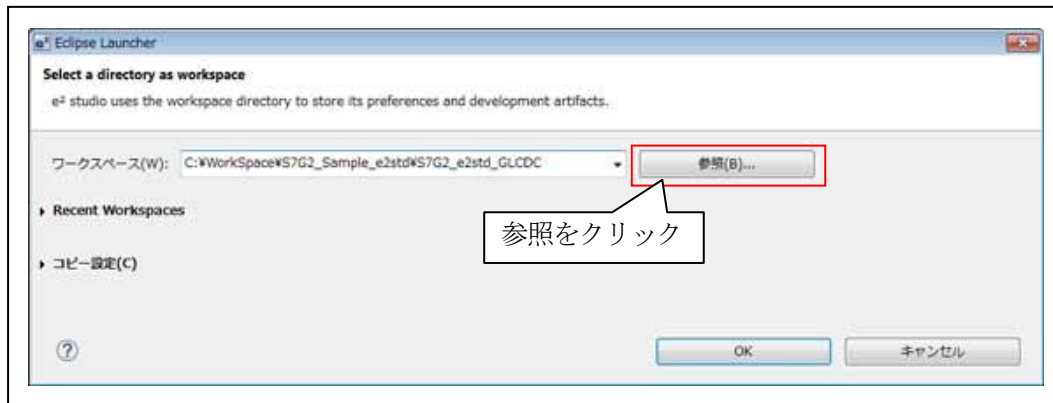 e² Eclipse Launcher
Select a directory as workspace
e² studio uses the workspace directory to store its preferences and development artifacts.
ワークスペース(W): C:¥WorkSpace¥S7G2_Sample_e2std¥S7G2_e2std_GLCDC 参照(B)...
Recent Workspaces
参照をクリック
コピー設定(C)
? OK キャンセル